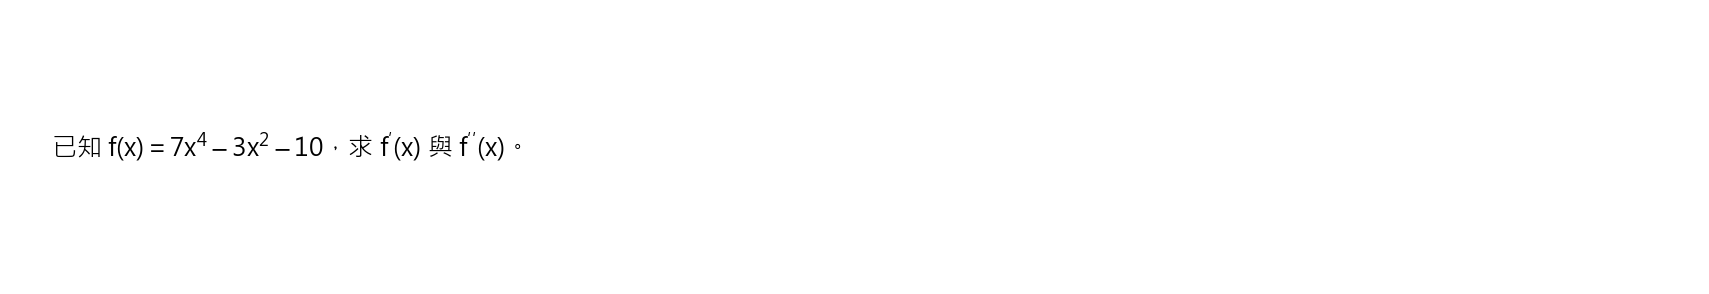 已知 f(x) = 7x⁴ – 3x² – 10，求 f′(x) 與 f′′(x)。